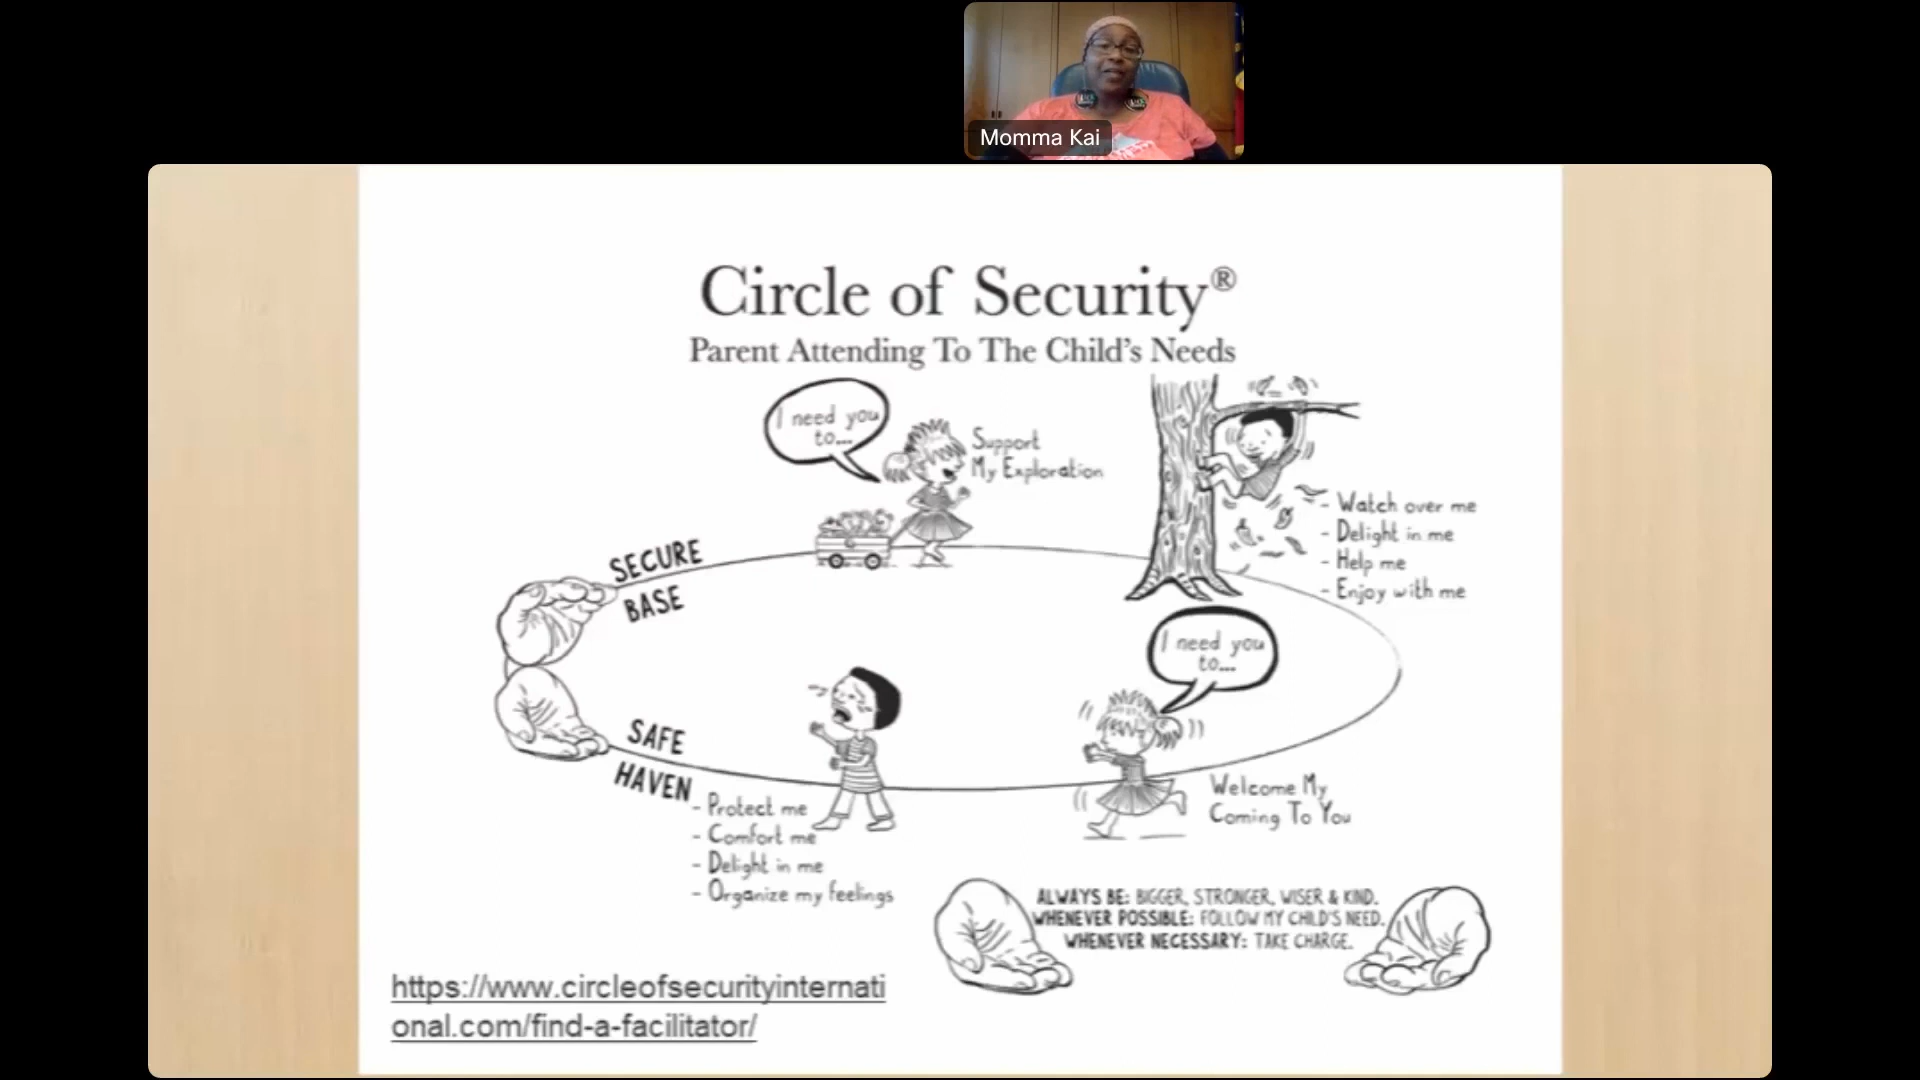 Momma Kai
Circle of Security®
Parent Attending To The Child's Needs
I need you
to...
Support
My Exploration
- Watch over me
- Delight in me
- Help me
- Enjoy with me
SECURE
BASE
I need you
to...
SAFE
HAVEN
- Protect me
- Comfort me
- Delight in me
- Organize my feelings
Welcome My
Coming To You
ALWAYS BE: BIGGER, STRONGER, WISER & KIND.
WHENEVER POSSIBLE: FOLLOW MY CHILD'S NEED.
WHENEVER NECESSARY: TAKE CHARGE.
https://www.circleofsecurityinternati
onal.com/find-a-facilitator/